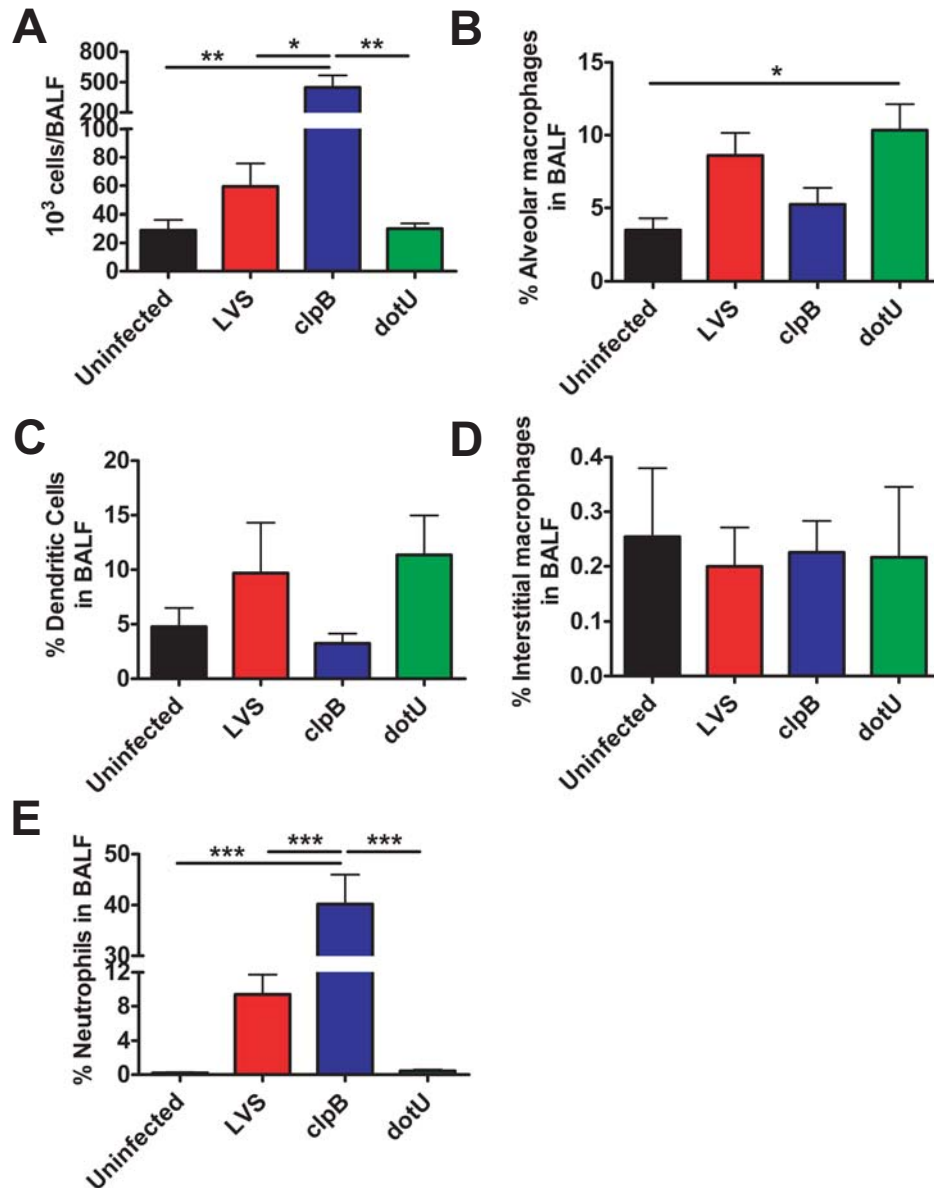 A
** * **
800
500
200
100
80
60
40
20
0
10³ cells/BALF
Uninfected LVS clpB dotU
B
*
15
10
5
0
% Alveolar macrophages
in BALF
Uninfected LVS clpB dotU
C
20
15
10
5
0
% Dendritic Cells
in BALF
Uninfected LVS clpB dotU
D
0.4
0.3
0.2
0.1
0.0
% Interstitial macrophages
in BALF
Uninfected LVS clpB dotU
E
*** *** ***
50
40
30
12
8
4
0
% Neutrophils in BALF
Uninfected LVS clpB dotU